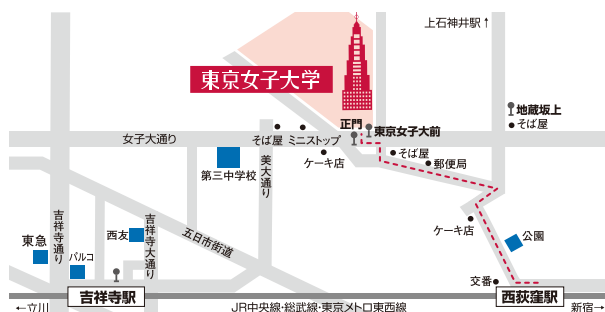 上石神井駅↑
東京女子大学
地蔵坂上
そば屋
正門
東京女子大前
女子大通り
そば屋
ミニストップ
ケーキ店
そば屋
郵便局
第三中学校
美大通り
吉祥寺通り
西友
吉祥寺大通り
五日市街道
東急
パルコ
ケーキ店
公園
交番
吉祥寺駅
西荻窪駅
←立川
JR中央線・総武線・東京メトロ東西線
新宿→